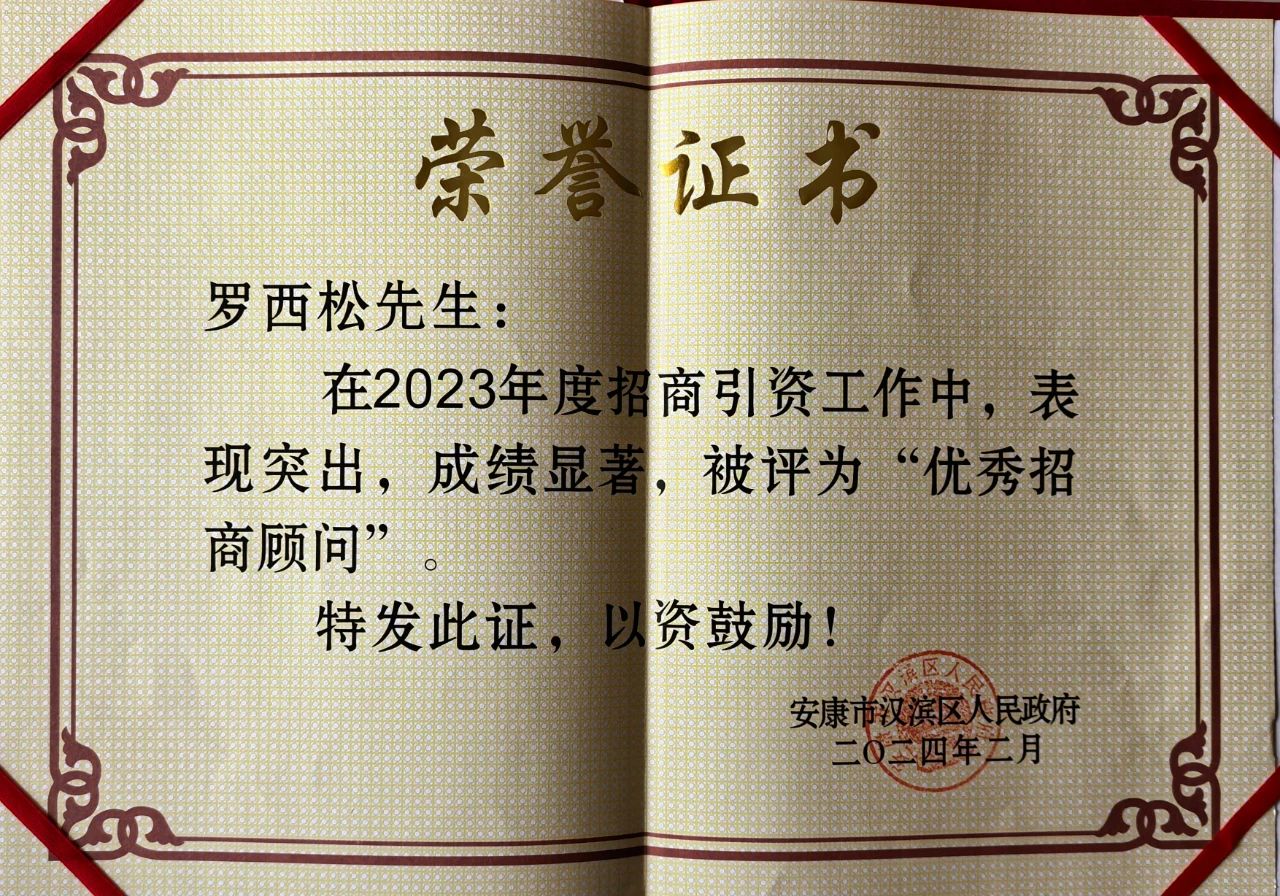 荣誉证书
罗西松先生：
在2023年度招商引资工作中，表
现突出，成绩显著，被评为“优秀招
商顾问”。
特发此证，以资鼓励！
安康市汉滨区人民政府
二〇二四年二月